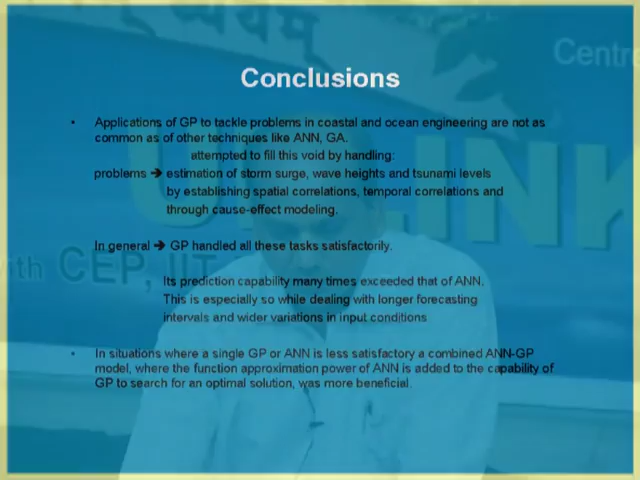 Centre
Conclusions
• Applications of GP to tackle problems in coastal and ocean engineering are not as
common as of other techniques like ANN, GA.
attempted to fill this void by handling:
problems ➔ estimation of storm surge, wave heights and tsunami levels
by establishing spatial correlations, temporal correlations and
through cause-effect modeling.
In general ➔ GP handled all these tasks satisfactorily.
with CEP, IIT
Its prediction capability many times exceeded that of ANN.
This is especially so while dealing with longer forecasting
intervals and wider variations in input conditions
• In situations where a single GP or ANN is less satisfactory a combined ANN-GP
model, where the function approximation power of ANN is added to the capability of
GP to search for an optimal solution, was more beneficial.